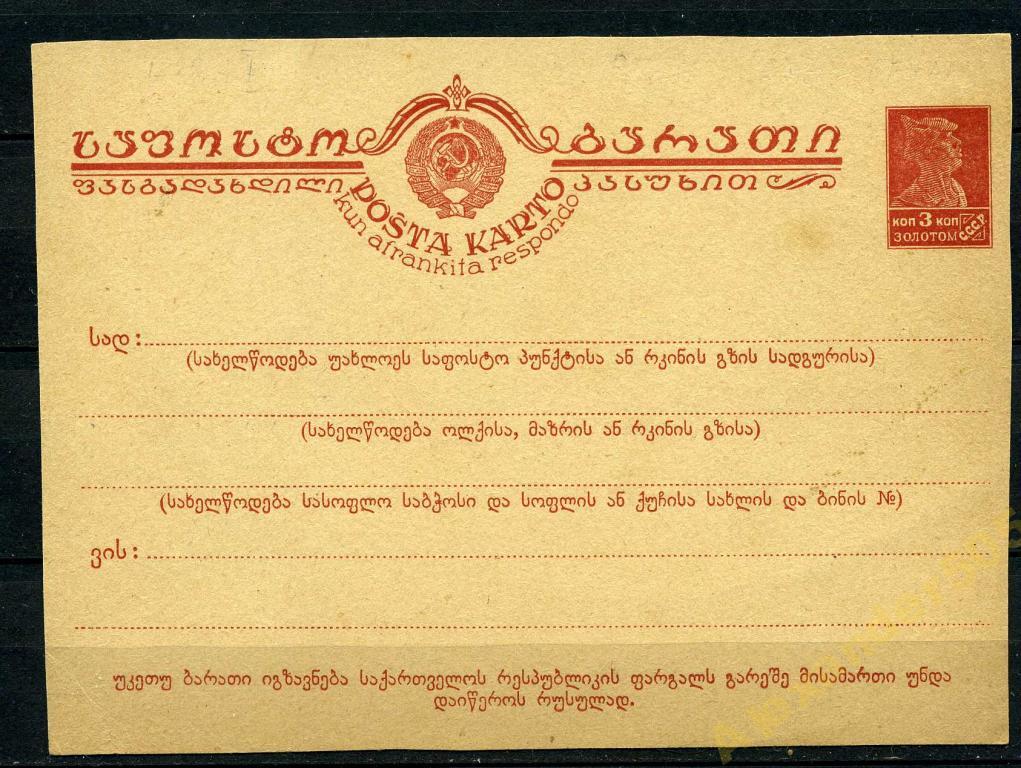 საფოსტო ბარათი
ფასგადახდილი პასუხით
POŜTA KARTO
kun afrankita respondo
коп 3 коп
золотом
СССР
სად:
(სახელწოდება უახლოეს საფოსტო პუნქტისა ან რკინის გზის სადგურისა)
(სახელწოდება ოლქისა, მაზრის ან რკინის გზისა)
(სახელწოდება სასოფლო საბჭოსი და სოფლის ან ქუჩისა სახლის და ბინის №)
ვის:
უკეთუ ბარათი იგზავნება საქართველოს რესპუბლიკის ფარგალს გარეშე მისამართი უნდა
დაიწეროს რუსულად.